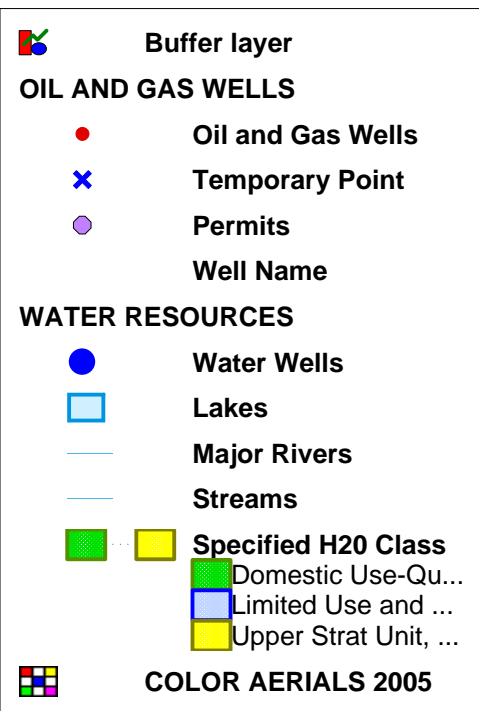 Buffer layer
OIL AND GAS WELLS
Oil and Gas Wells
Temporary Point
Permits
Well Name
WATER RESOURCES
Water Wells
Lakes
Major Rivers
Streams
Specified H20 Class
Domestic Use-Qu...
Limited Use and ...
Upper Strat Unit, ...
COLOR AERIALS 2005